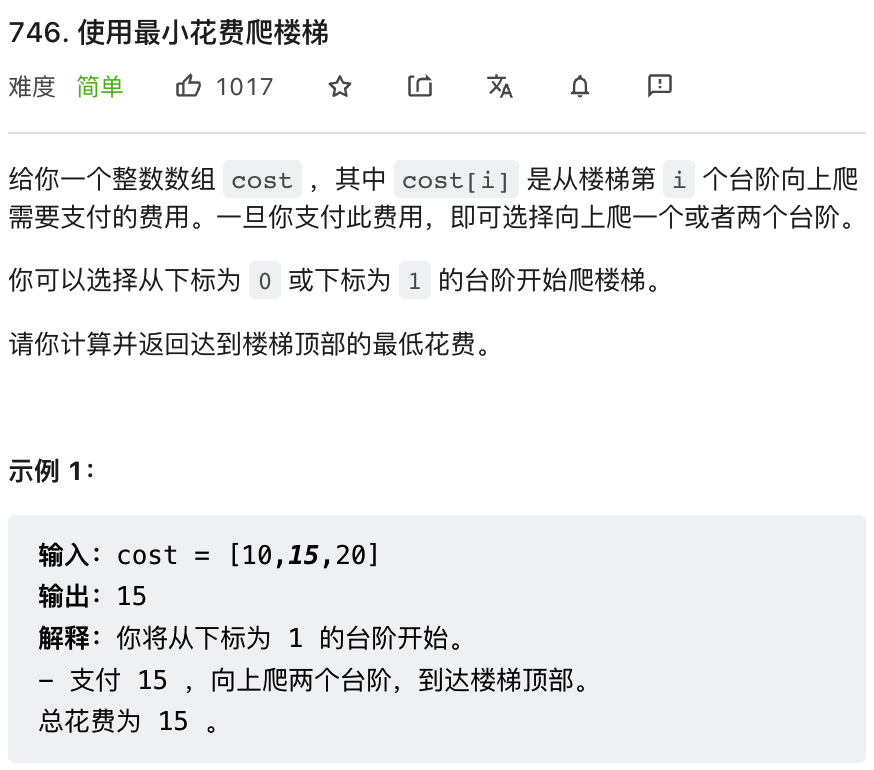 746. 使用最小花费爬楼梯
难度 简单 1017
给你一个整数数组 cost ，其中 cost[i] 是从楼梯第 i 个台阶向上爬
需要支付的费用。一旦你支付此费用，即可选择向上爬一个或者两个台阶。
你可以选择从下标为 0 或下标为 1 的台阶开始爬楼梯。
请你计算并返回达到楼梯顶部的最低花费。
示例 1：
输入：cost = [10,15,20]
输出：15
解释：你将从下标为 1 的台阶开始。
- 支付 15 ，向上爬两个台阶，到达楼梯顶部。
总花费为 15 。